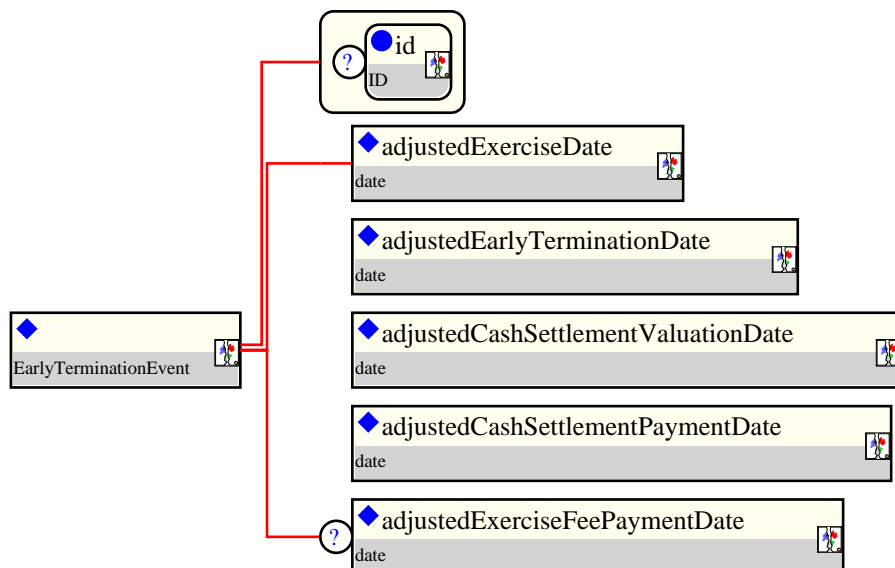 id
?
ID
adjustedExerciseDate
date
adjustedEarlyTerminationDate
date
EarlyTerminationEvent
adjustedCashSettlementValuationDate
date
adjustedCashSettlementPaymentDate
date
? adjustedExerciseFeePaymentDate
date